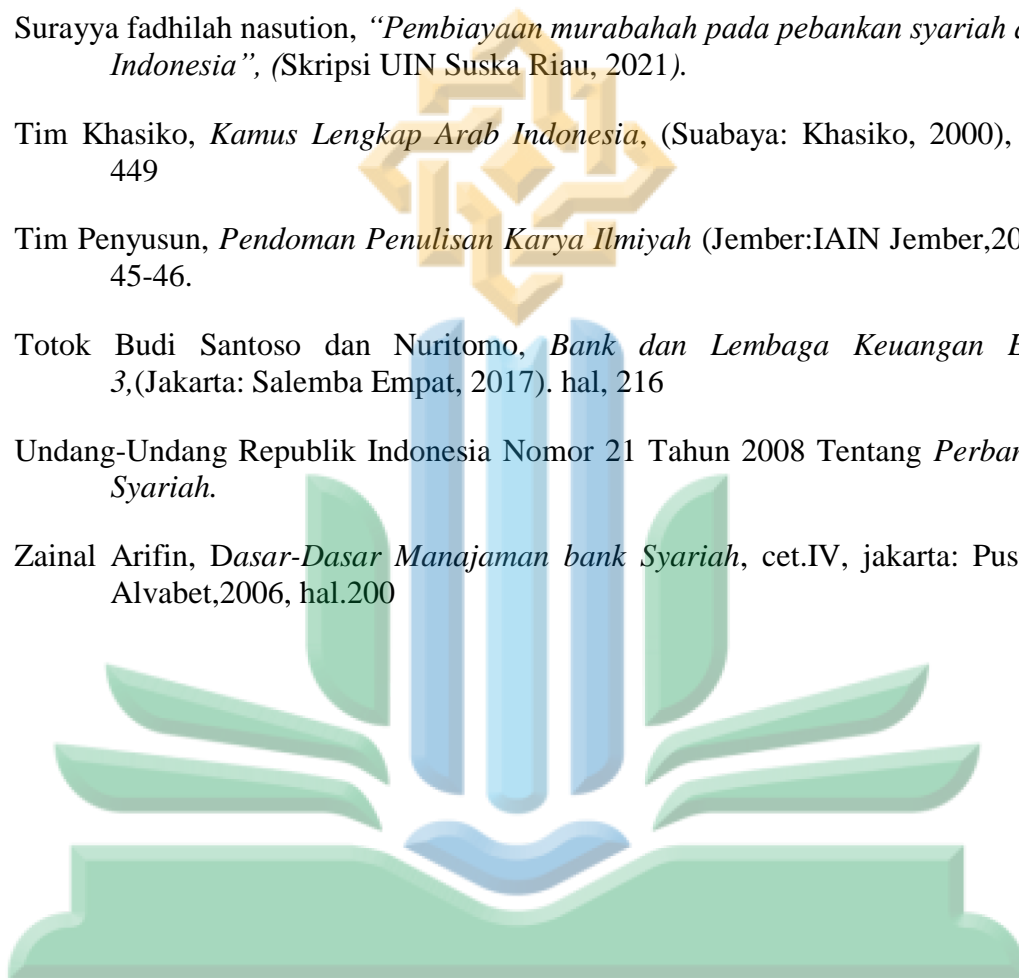 Surayya fadhilah nasution, “Pembiayaan murabahah pada pebankan syariah
Indonesia”, (Skripsi UIN Suska Riau, 2021).
Tim Khasiko, Kamus Lengkap Arab Indonesia, (Suabaya: Khasiko, 2000),
449
Tim Penyusun, Pendoman Penulisan Karya Ilmiyah (Jember:IAIN Jember,
45-46.
Totok Budi Santoso dan Nuritomo, Bank dan Lembaga Keuangan
3,(Jakarta: Salemba Empat, 2017). hal, 216
Undang-Undang Republik Indonesia Nomor 21 Tahun 2008 Tentang
Syariah.
Zainal Arifin, Dasar-Dasar Manajaman bank Syariah, cet.IV, jakarta:
Alvabet,2006, hal.200